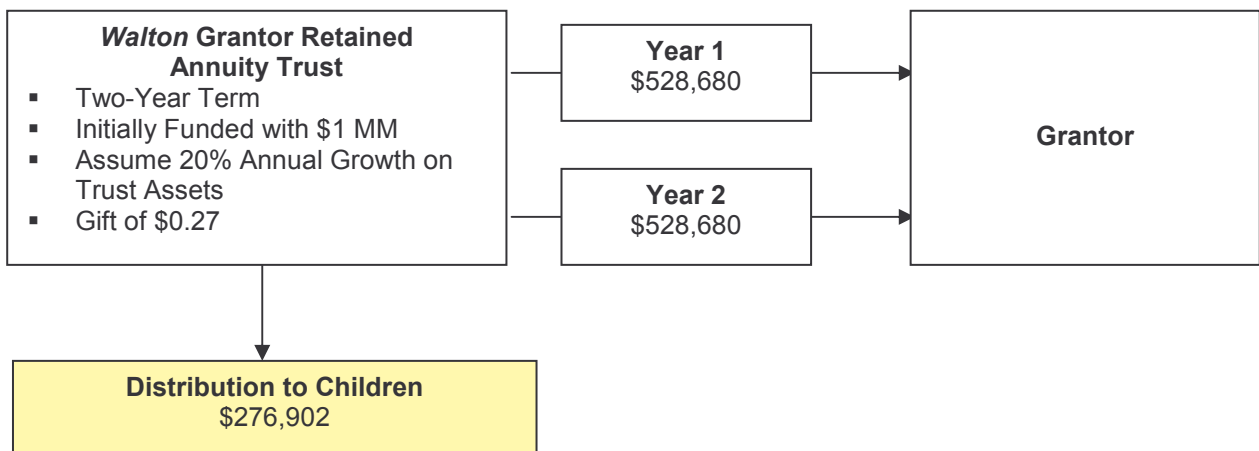 Walton Grantor Retained
Annuity Trust
▪ Two-Year Term
▪ Initially Funded with $1 MM
▪ Assume 20% Annual Growth on
Trust Assets
▪ Gift of $0.27
Year 1
$528,680
Year 2
$528,680
Grantor
Distribution to Children
$276,902